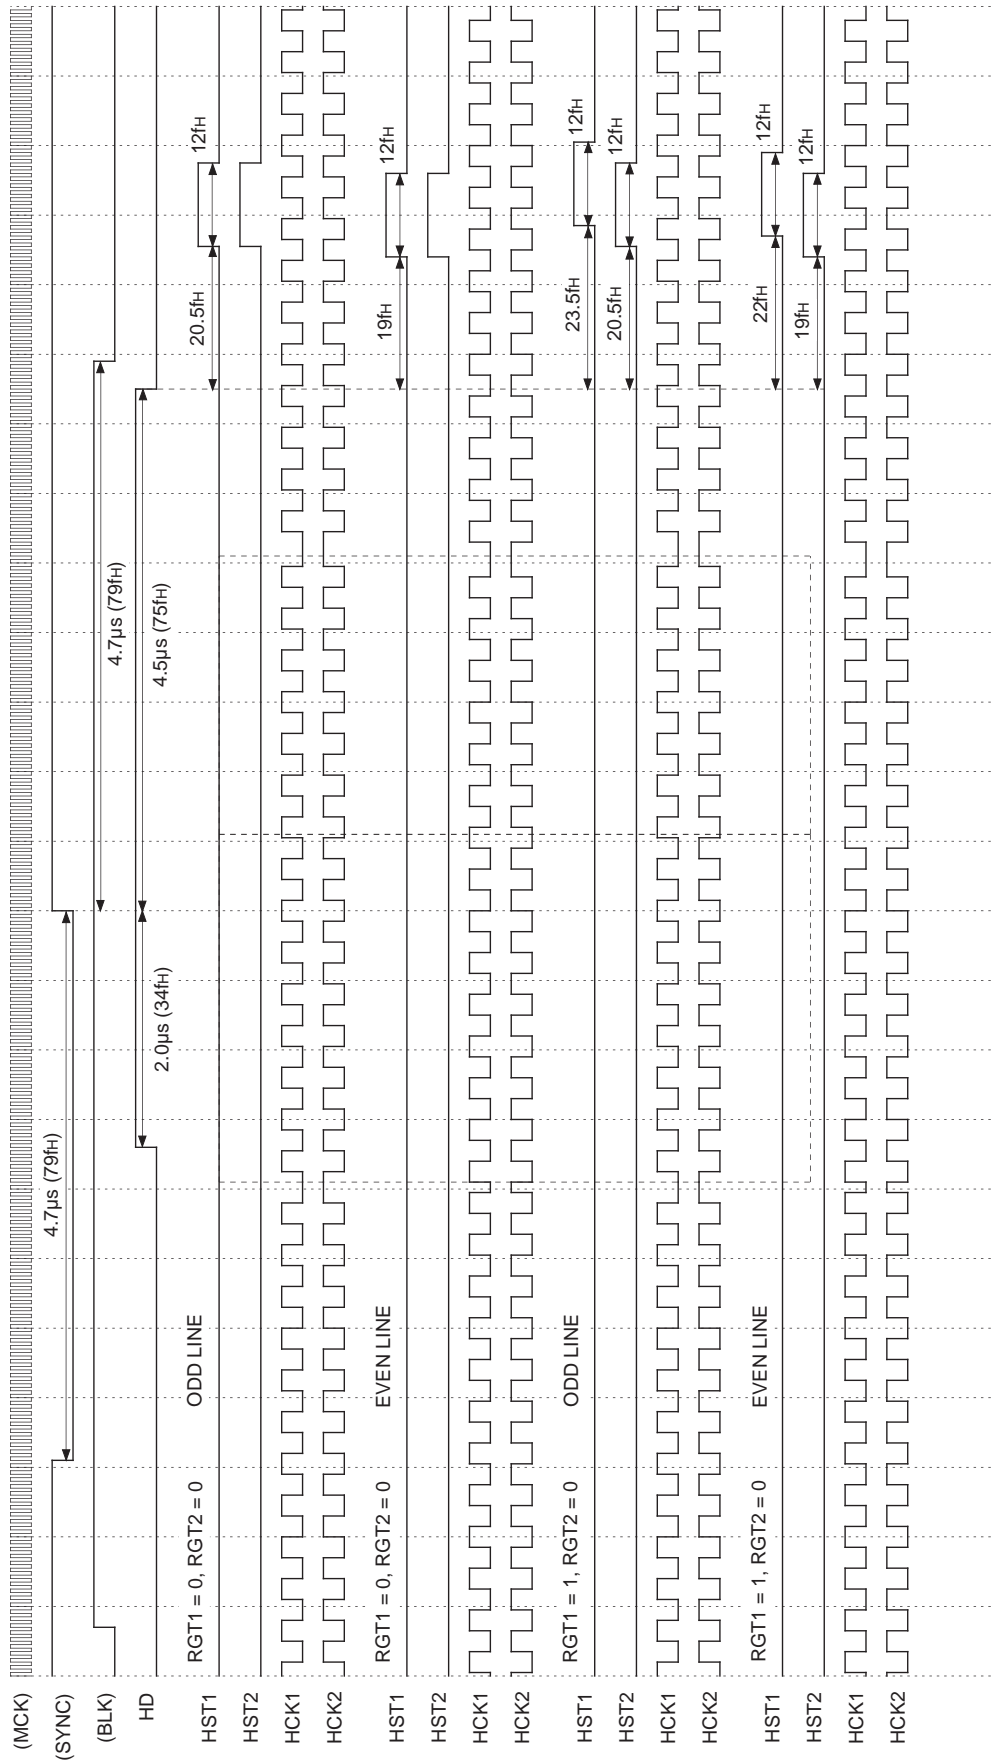 (MCK)
(SYNC)
4.7μs (79fH)
(BLK)
4.7μs (79fH)
HD
2.0μs (34fH)
4.5μs (75fH)
RGT1 = 0, RGT2 = 0
ODD LINE
HST1
20.5fH
12fH
HST2
HCK1
HCK2
RGT1 = 0, RGT2 = 0
EVEN LINE
HST1
19fH
12fH
HST2
HCK1
HCK2
RGT1 = 1, RGT2 = 0
ODD LINE
HST1
23.5fH
12fH
HST2
20.5fH
12fH
HCK1
HCK2
RGT1 = 1, RGT2 = 0
EVEN LINE
HST1
22fH
12fH
HST2
19fH
12fH
HCK1
HCK2